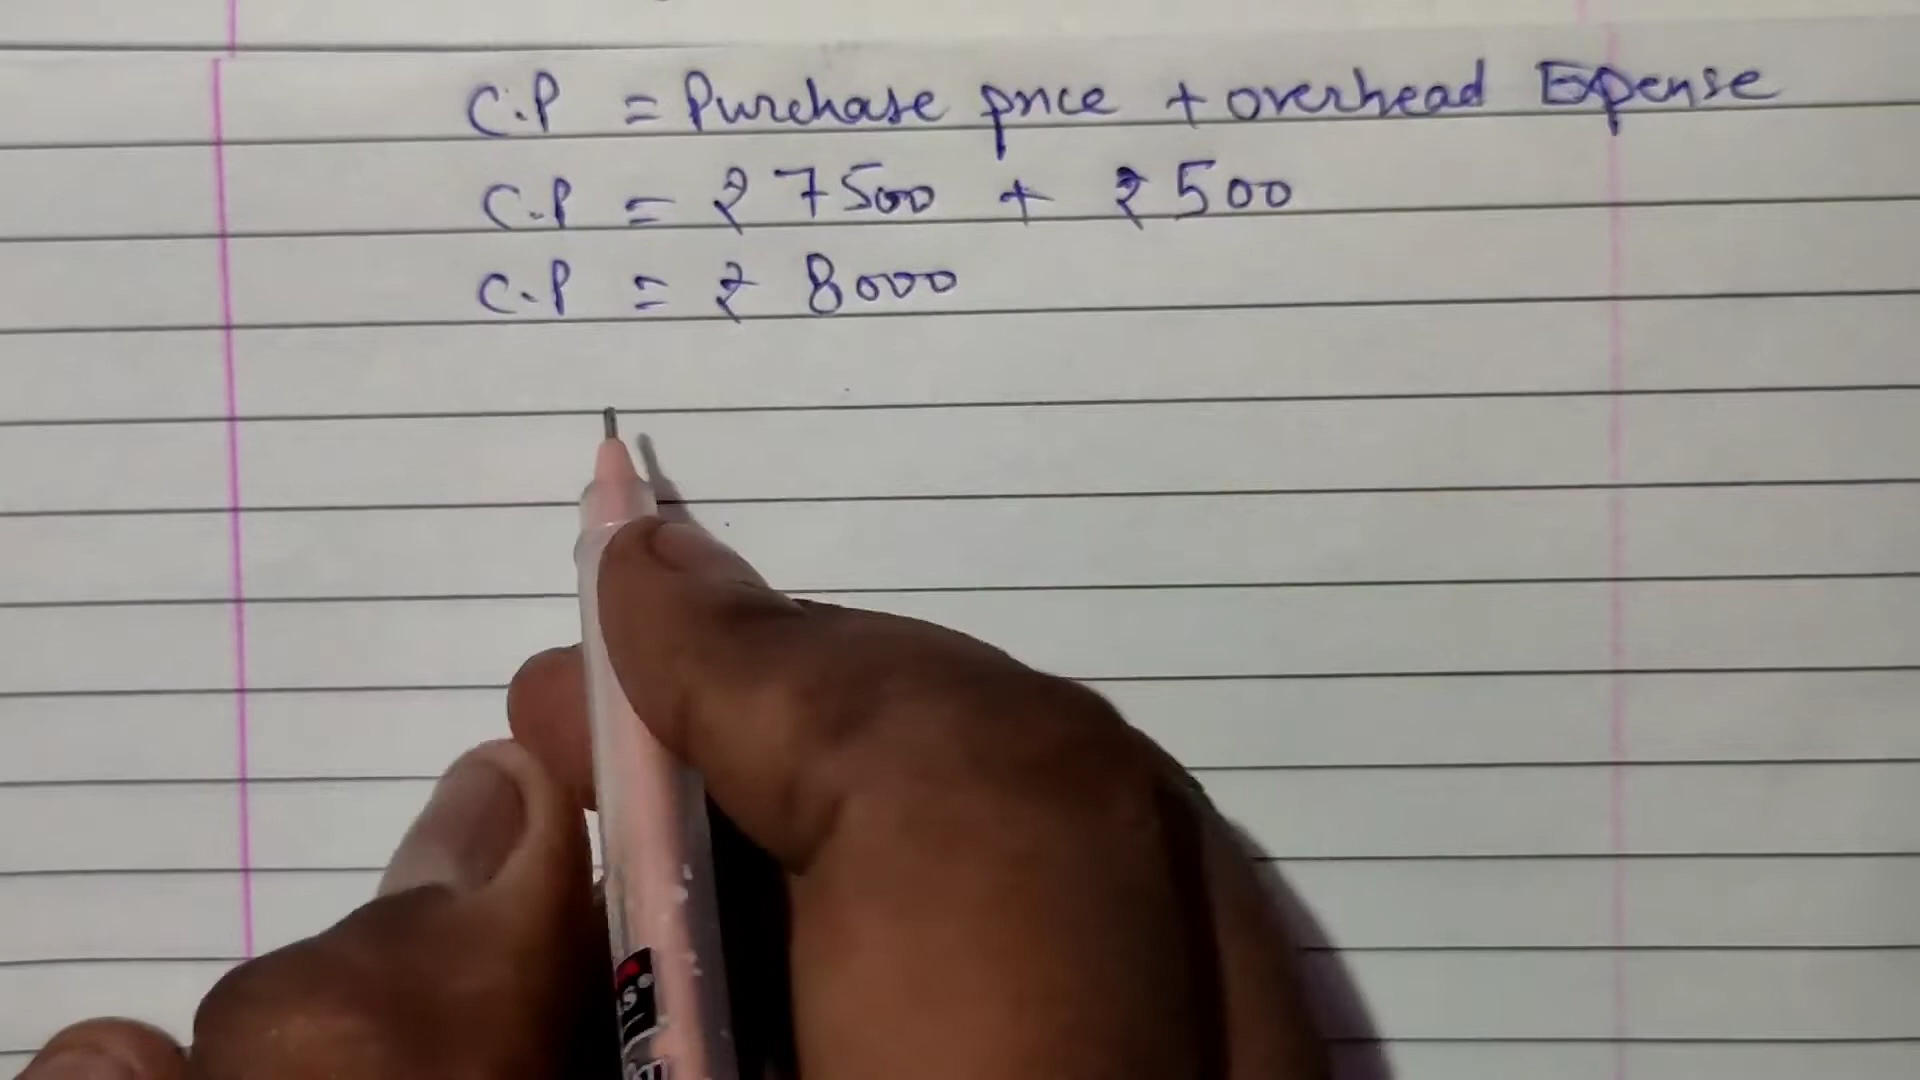 C.P = Purchase price + overhead Expense
C.P = ₹ 7500 + ₹ 500
C.P = ₹ 8000